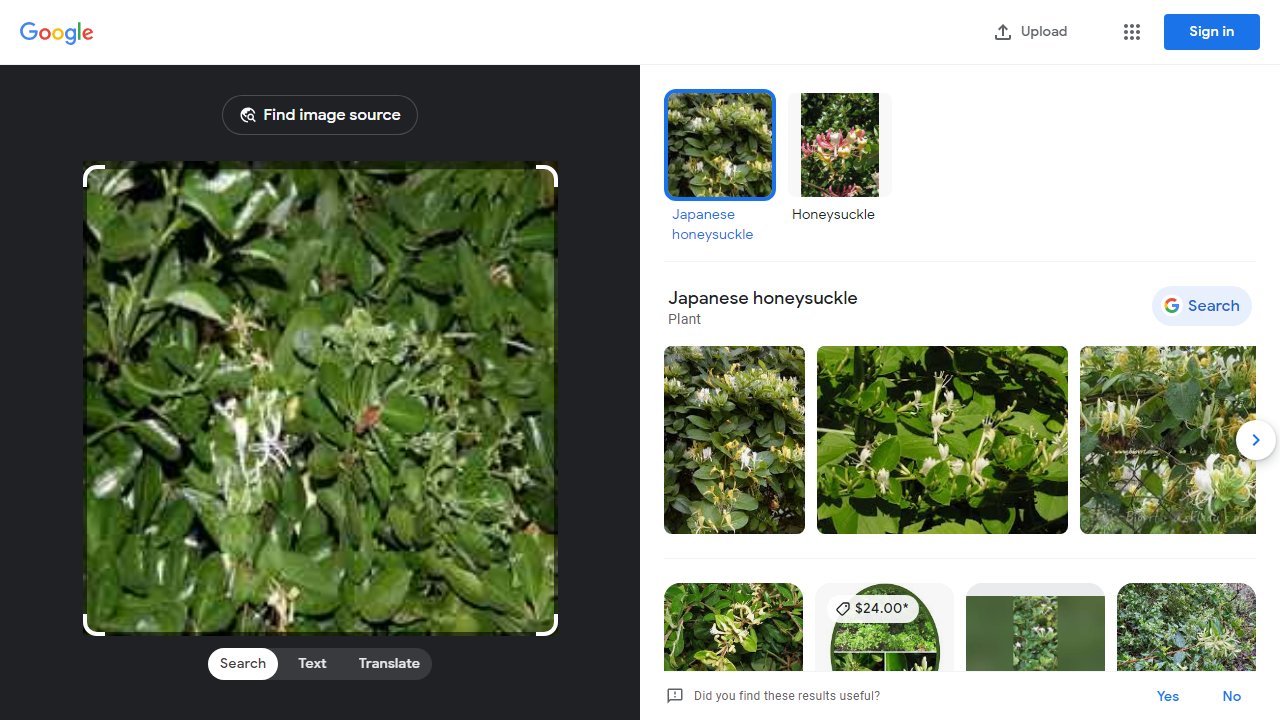 Google
Upload
Sign in
Find image source
Japanese
honeysuckle
Honeysuckle
Japanese honeysuckle
Plant
Search
$24.00*
Search
Text
Translate
Did you find these results useful?
Yes
No